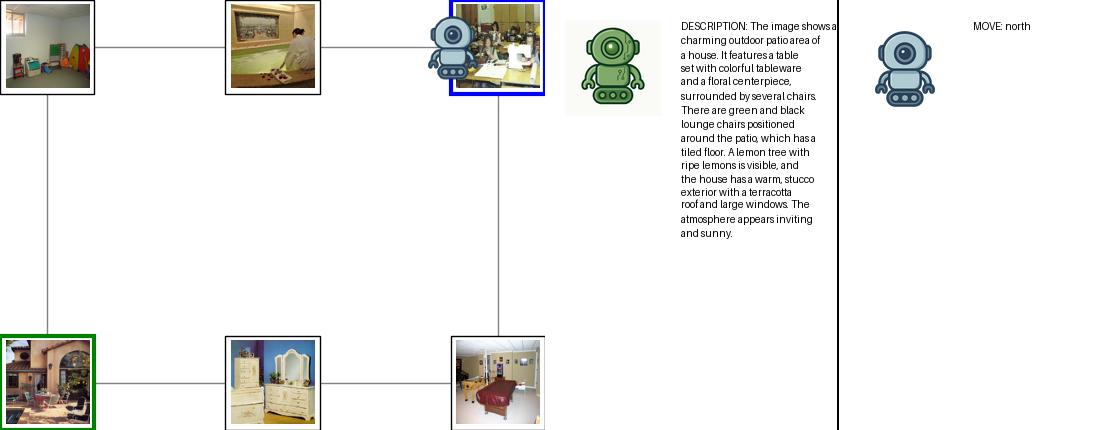 DESCRIPTION: The image shows a
charming outdoor patio area of
a house. It features a table
set with colorful tableware
and a floral centerpiece,
surrounded by several chairs.
There are green and black
lounge chairs positioned
around the patio, which has a
tiled floor. A lemon tree with
ripe lemons is visible, and
the house has a warm, stucco
exterior with a terracotta
roof and large windows. The
atmosphere appears inviting
and sunny.
MOVE: north